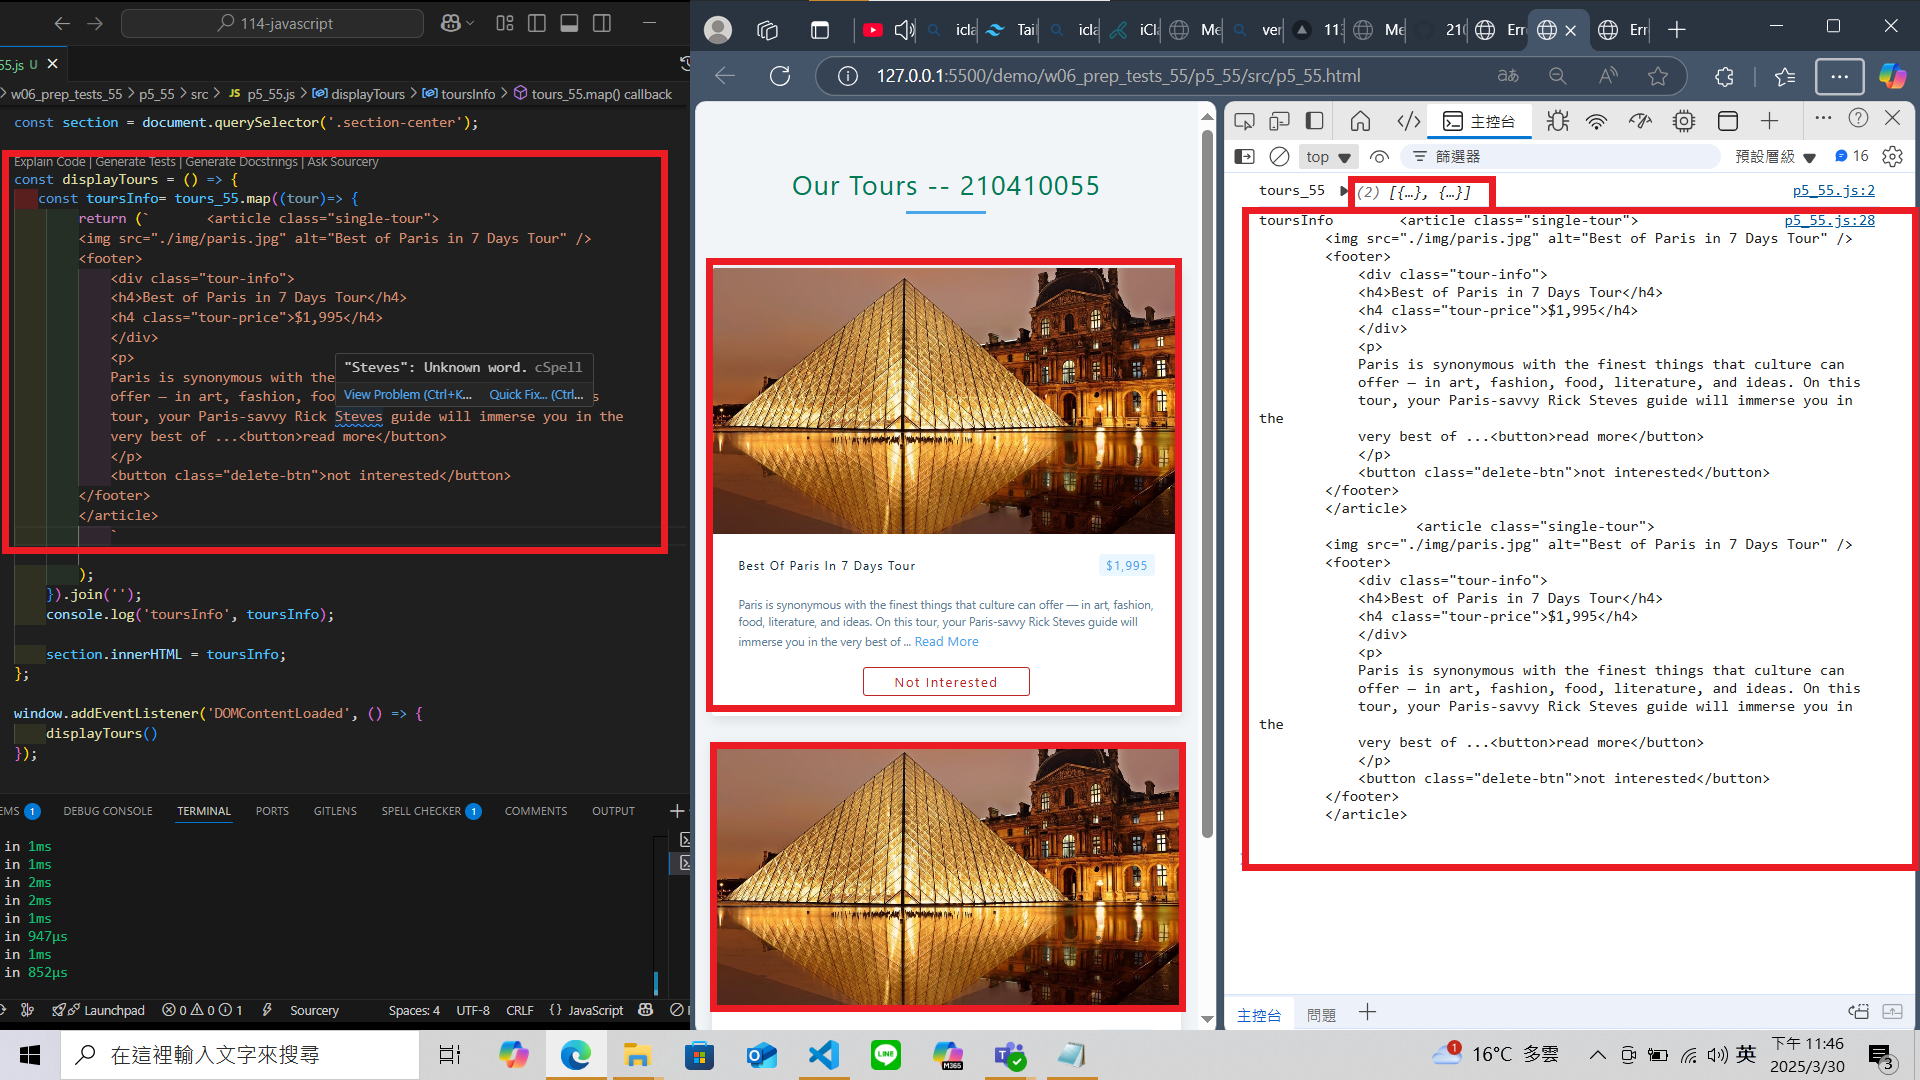 114-javascript
55.js U
w06_prep_tests_55 > p5_55 > src > JS p5_55.js > displayTours > toursInfo > tours_55.map() callback
const section = document.querySelector('.section-center');
Explain Code | Generate Tests | Generate Docstrings | Ask Sourcery
const displayTours = () => {
const toursInfo= tours_55.map((tour)=> {
return (` <article class="single-tour">
<img src="./img/paris.jpg" alt="Best of Paris in 7 Days Tour" />
<footer>
<div class="tour-info">
<h4>Best of Paris in 7 Days Tour</h4>
<h4 class="tour-price">$1,995</h4>
</div>
<p>
Paris is synonymous with the
offer — in art, fashion, foo s
tour, your Paris-savvy Rick Steves guide will immerse you in the
very best of ...<button>read more</button>
</p>
<button class="delete-btn">not interested</button>
</footer>
</article>
`
);
}).join('');
console.log('toursInfo', toursInfo);
section.innerHTML = toursInfo;
};
window.addEventListener('DOMContentLoaded', () => {
displayTours()
});
"Steves": Unknown word. cSpell
View Problem (Ctrl+K... Quick Fix... (Ctrl...
EMS 1 DEBUG CONSOLE TERMINAL PORTS GITLENS SPELL CHECKER 1 COMMENTS OUTPUT
in 1ms
in 1ms
in 2ms
in 2ms
in 1ms
in 947µs
in 1ms
in 852µs
Launchpad 0 0 1 Sourcery Spaces: 4 UTF-8 CRLF {} JavaScript
icla Tail icla iCla Me ver 11 Me 210 Err Err
127.0.0.1:5500/demo/w06_prep_tests_55/p5_55/src/p5_55.html
Our Tours -- 210410055
Best Of Paris In 7 Days Tour $1,995
Paris is synonymous with the finest things that culture can offer — in art, fashion,
food, literature, and ideas. On this tour, your Paris-savvy Rick Steves guide will
immerse you in the very best of ... Read More
Not Interested
主控台
top 篩選器 預設層級 16
tours_55 (2) [{…}, {…}] p5_55.js:2
toursInfo <article class="single-tour"> p5_55.js:28
<img src="./img/paris.jpg" alt="Best of Paris in 7 Days Tour" />
<footer>
<div class="tour-info">
<h4>Best of Paris in 7 Days Tour</h4>
<h4 class="tour-price">$1,995</h4>
</div>
<p>
Paris is synonymous with the finest things that culture can
offer — in art, fashion, food, literature, and ideas. On this
tour, your Paris-savvy Rick Steves guide will immerse you in
the
very best of ...<button>read more</button>
</p>
<button class="delete-btn">not interested</button>
</footer>
</article>
<article class="single-tour">
<img src="./img/paris.jpg" alt="Best of Paris in 7 Days Tour" />
<footer>
<div class="tour-info">
<h4>Best of Paris in 7 Days Tour</h4>
<h4 class="tour-price">$1,995</h4>
</div>
<p>
Paris is synonymous with the finest things that culture can
offer — in art, fashion, food, literature, and ideas. On this
tour, your Paris-savvy Rick Steves guide will immerse you in
the
very best of ...<button>read more</button>
</p>
<button class="delete-btn">not interested</button>
</footer>
</article>
主控台 問題
在這裡輸入文字來搜尋
LINE
M365
1 16°C 多雲 英 下午 11:46
2025/3/30
3